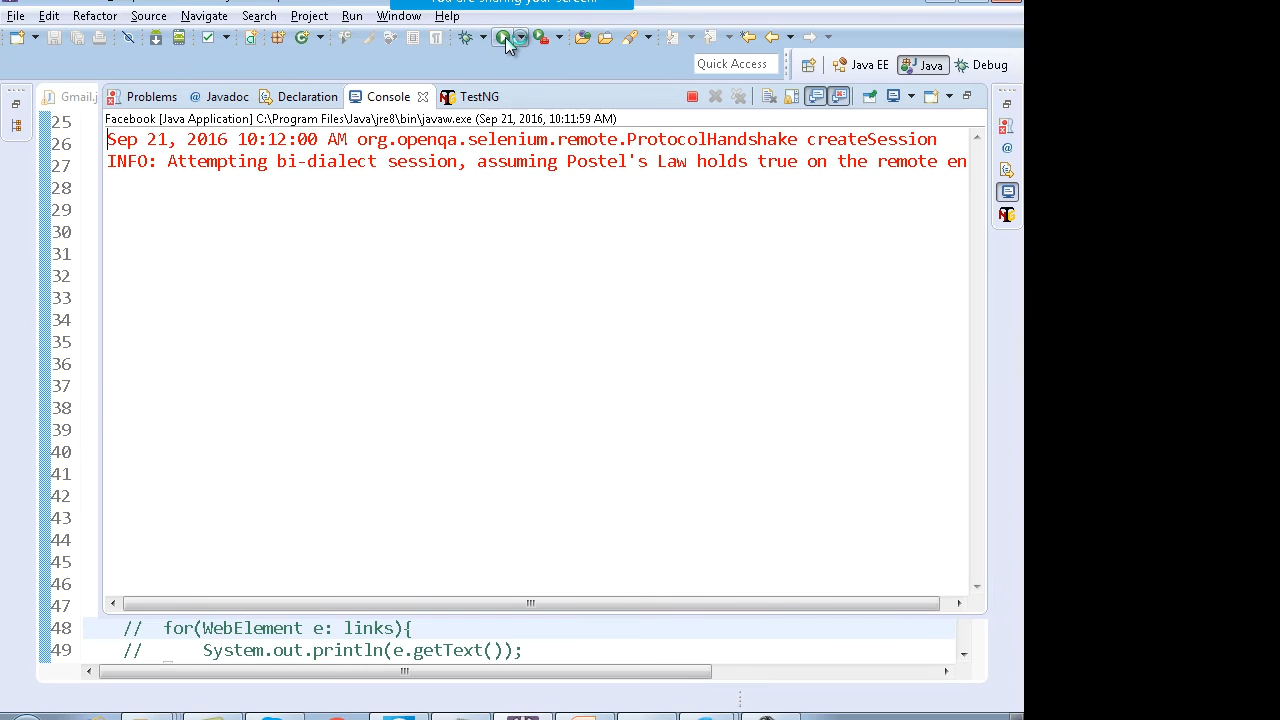 You are sharing your screen.
File Edit Refactor Source Navigate Search Project Run Window Help
Quick Access Java EE Java Debug
Gmail.j Problems @ Javadoc Declaration Console TestNG
Facebook [Java Application] C:\Program Files\Java\jre8\bin\javaw.exe (Sep 21, 2016, 10:11:59 AM)
25
26 Sep 21, 2016 10:12:00 AM org.openqa.selenium.remote.ProtocolHandshake createSession
27 INFO: Attempting bi-dialect session, assuming Postel's Law holds true on the remote en
28
29
30
31
32
33
34
35
36
37
38
39
40
41
42
43
44
45
46
47
48 // for(WebElement e: links){
49 // System.out.println(e.getText());